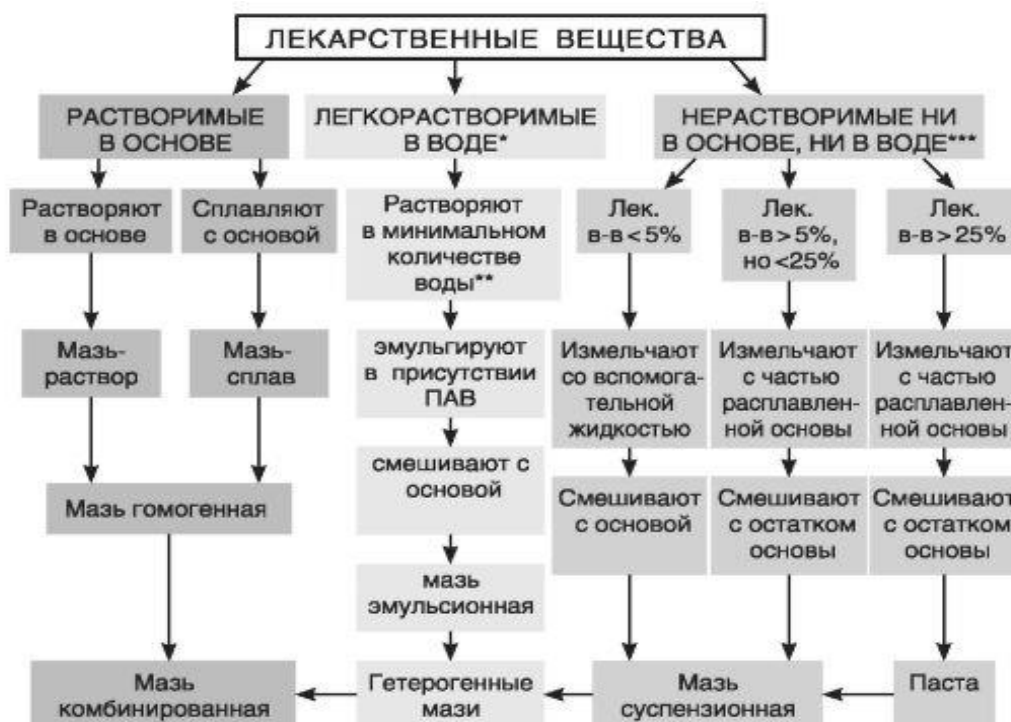 ЛЕКАРСТВЕННЫЕ ВЕЩЕСТВА
РАСТВОРИМЫЕ
В ОСНОВЕ
ЛЕГКОРАСТВОРИМЫЕ
В ВОДЕ*
НЕРАСТВОРИМЫЕ НИ
В ОСНОВЕ, НИ В ВОДЕ***
Растворяют
в основе
Сплавляют
с основой
Растворяют
в минимальном
количестве
воды**
Лек.
в-в < 5%
Лек.
в-в > 5%,
но < 25%
Лек.
в-в > 25%
Мазь-
раствор
Мазь-
сплав
эмульгируют
в присутствии
ПАВ
Измельчают
со вспомога-
тельной
жидкостью
Измельчают
с частью
расплавлен-
ной основы
Измельчают
с частью
расплавлен-
ной основы
Мазь гомогенная
смешивают с
основой
Смешивают
с основой
Смешивают
с остатком
основы
Смешивают
с остатком
основы
мазь
эмульсионная
Мазь
комбинированная
Гетерогенные
мази
Мазь
суспензионная
Паста